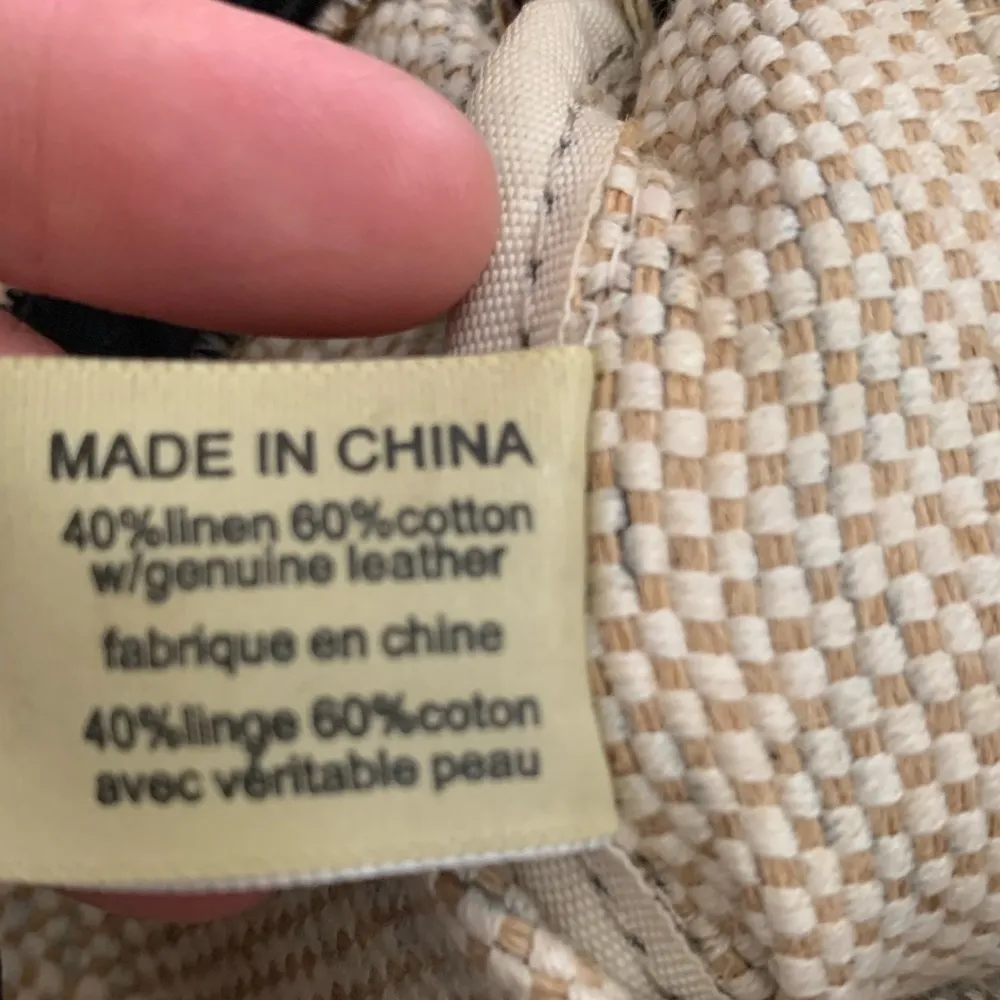 MADE IN CHINA
40%linen 60%cotton
w/genuine leather
fabrique en chine
40%linge 60%coton
avec véritable peau